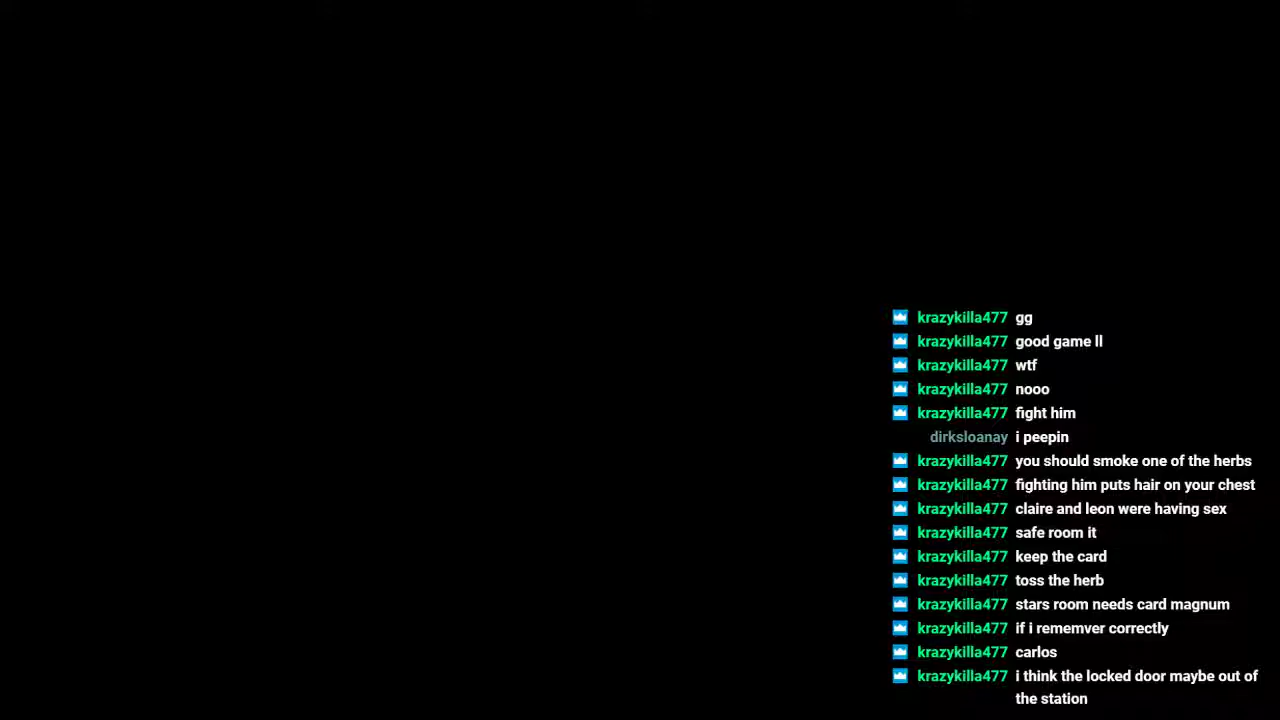 krazykilla477 gg
krazykilla477 good game ll
krazykilla477 wtf
krazykilla477 nooo
krazykilla477 fight him
dirksloanay i peepin
krazykilla477 you should smoke one of the herbs
krazykilla477 fighting him puts hair on your chest
krazykilla477 claire and leon were having sex
krazykilla477 safe room it
krazykilla477 keep the card
krazykilla477 toss the herb
krazykilla477 stars room needs card magnum
krazykilla477 if i rememver correctly
krazykilla477 carlos
krazykilla477 i think the locked door maybe out of
the station